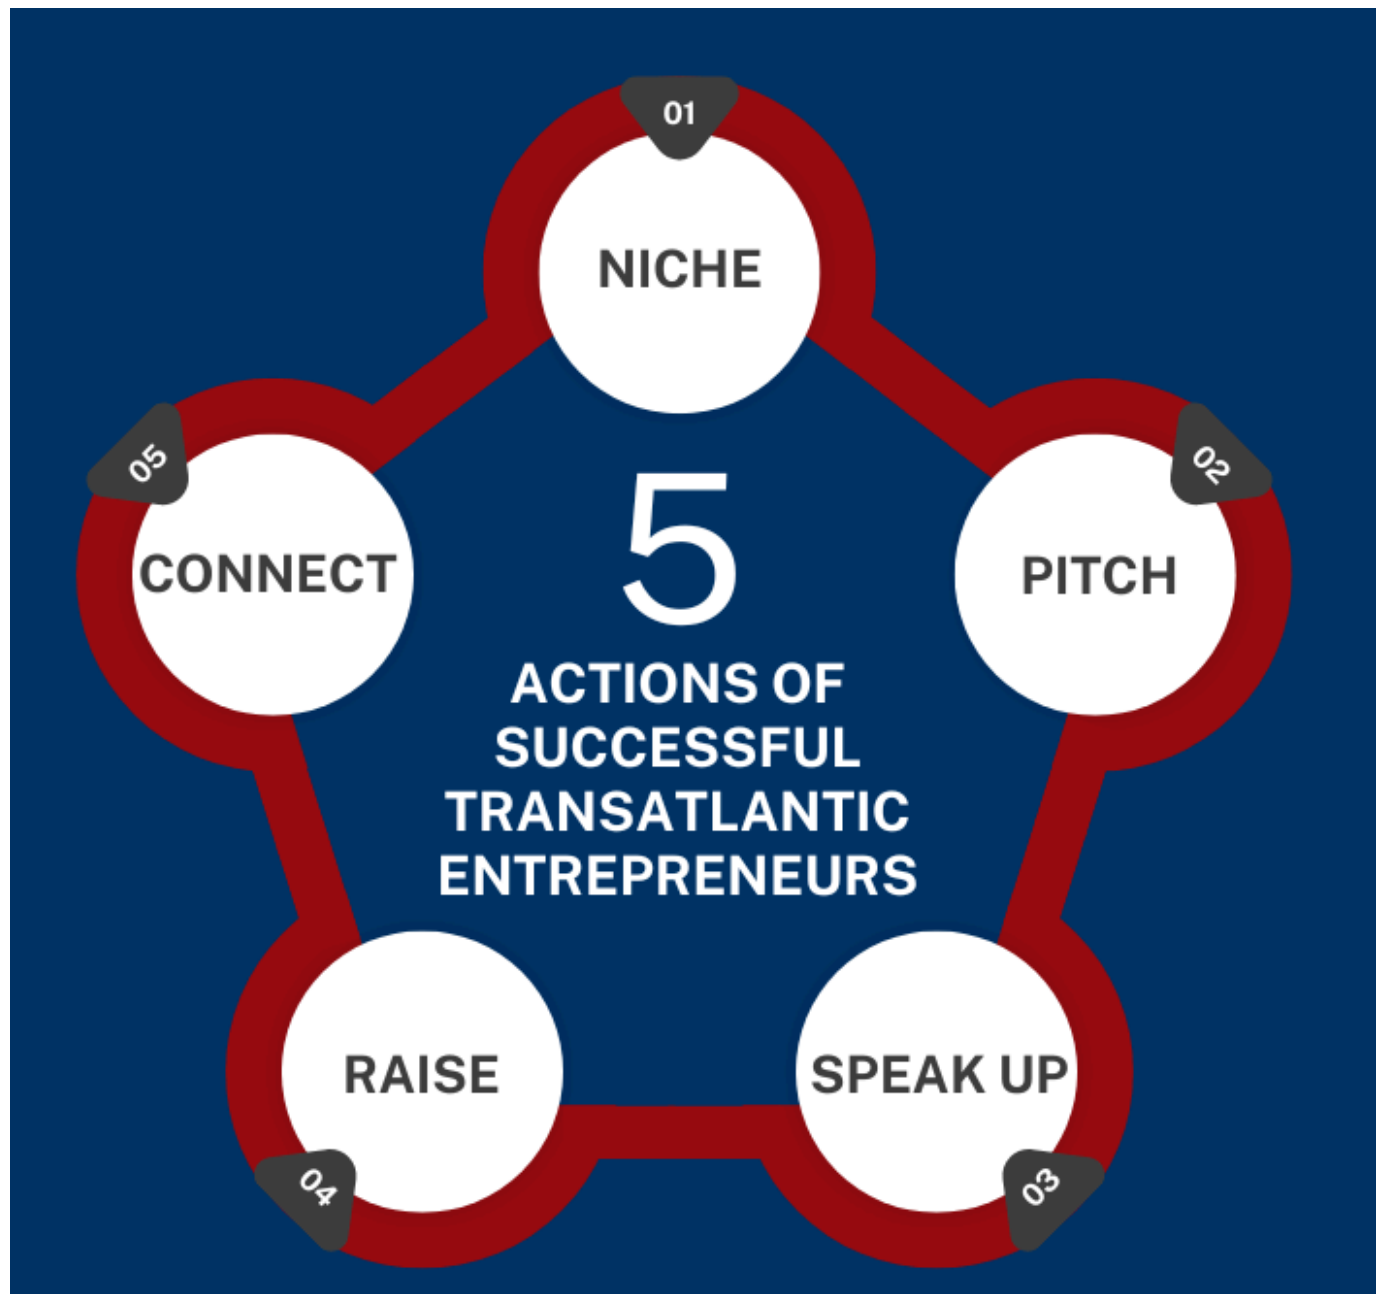 01
NICHE
02
PITCH
03
SPEAK UP
04
RAISE
05
CONNECT
5
ACTIONS OF
SUCCESSFUL
TRANSATLANTIC
ENTREPRENEURS